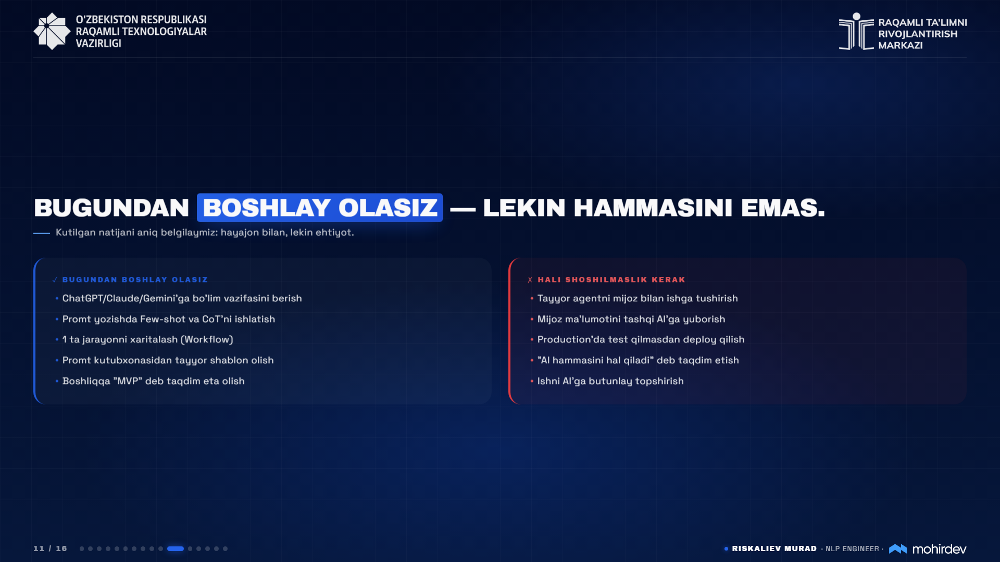 O'ZBEKISTON RESPUBLIKASI
RAQAMLI TEXNOLOGIYALAR
VAZIRLIGI
RAQAMLI TA'LIMNI
RIVOJLANTIRISH
MARKAZI
BUGUNDAN BOSHLAY OLASIZ — LEKIN HAMMASINI EMAS.
Kutilgan natijani aniq belgilaymiz: hayajon bilan, lekin ehtiyot.
✓ BUGUNDAN BOSHLAY OLASIZ
• ChatGPT/Claude/Gemini'ga bo'lim vazifasini berish
• Promt yozishda Few-shot va CoT'ni ishlatish
• 1 ta jarayonni xaritalash (Workflow)
• Promt kutubxonasidan tayyor shablon olish
• Boshliqqa "MVP" deb taqdim eta olish
✗ HALI SHOSHILMASLIK KERAK
• Tayyor agentni mijoz bilan ishga tushirish
• Mijoz ma'lumotini tashqi AI'ga yuborish
• Production'da test qilmasdan deploy qilish
• "AI hammasini hal qiladi" deb taqdim etish
• Ishni AI'ga butunlay topshirish
11 / 16
• RISKALIEV MURAD · NLP ENGINEER · mohirdev